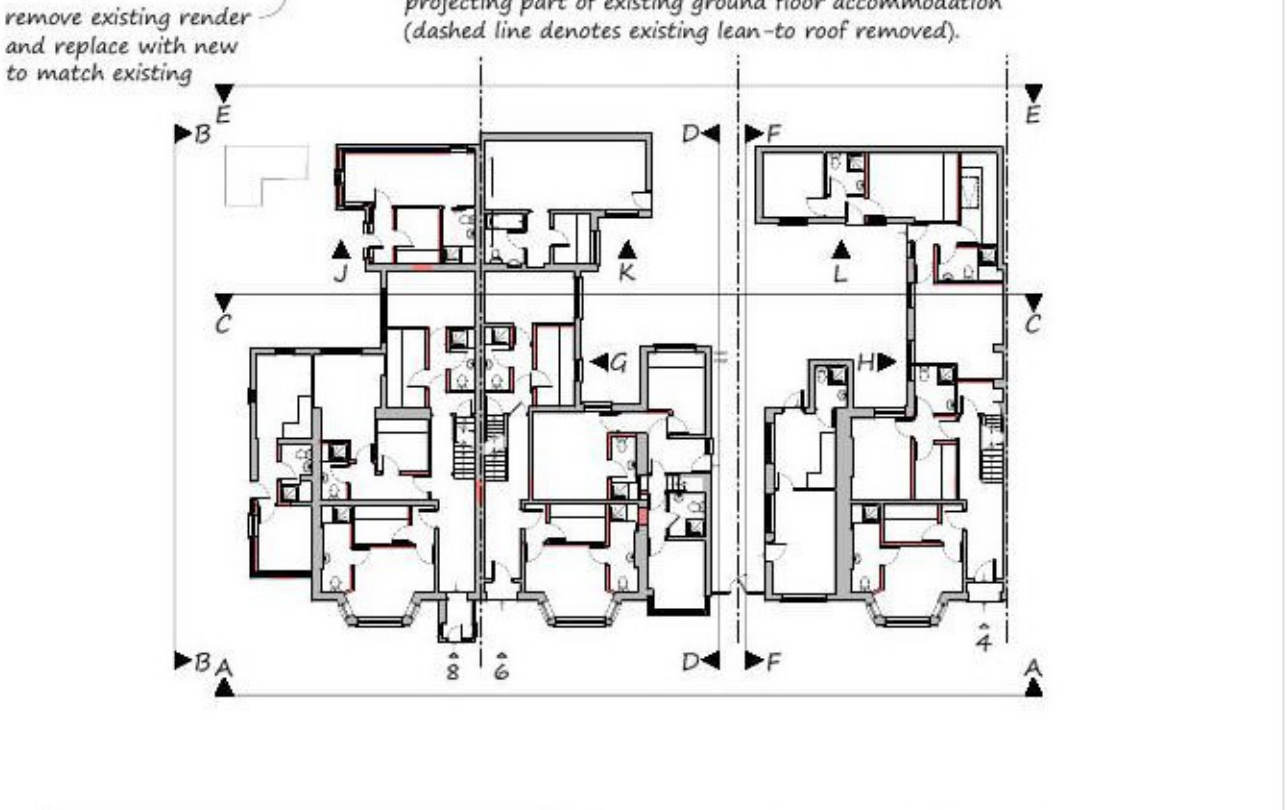 remove existing render
and replace with new
to match existing
projecting part of existing ground floor accommodation
(dashed line denotes existing lean-to roof removed).
E E
B D F
J K L
C C
G H
4
B D F
A 8 6 A